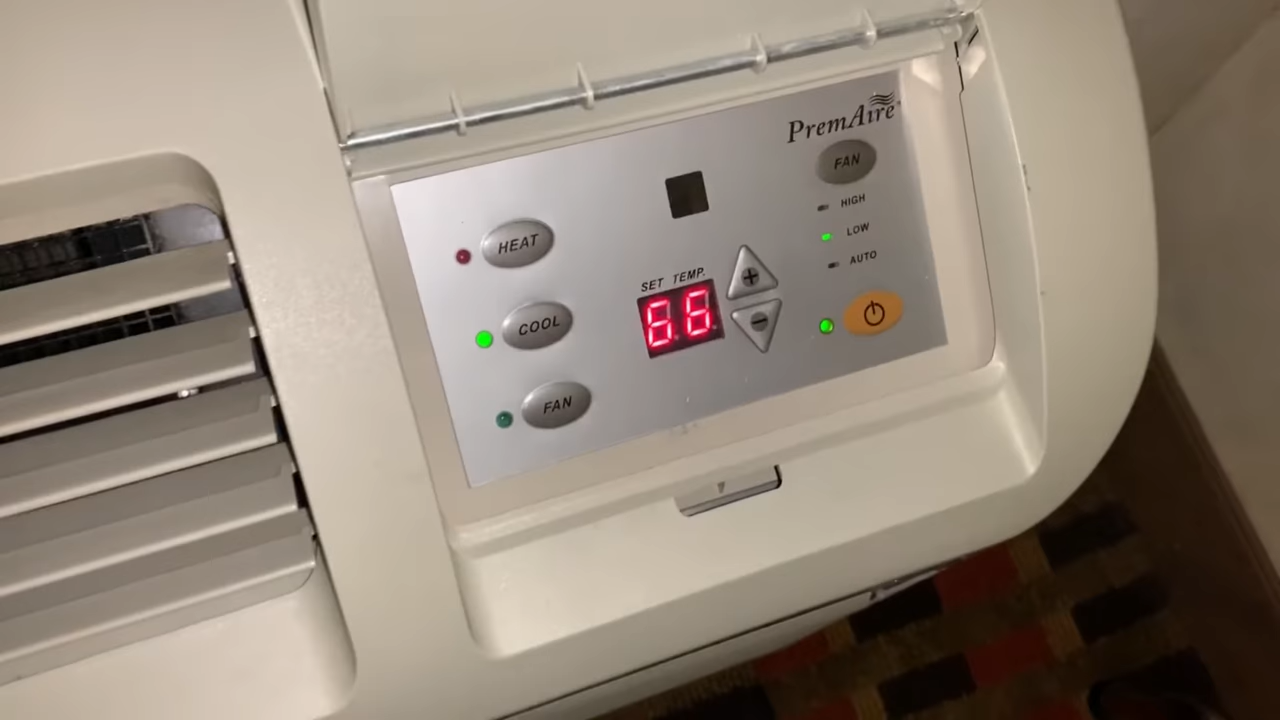 PremAire
FAN
HIGH
LOW
AUTO
HEAT
COOL
FAN
SET TEMP.
66